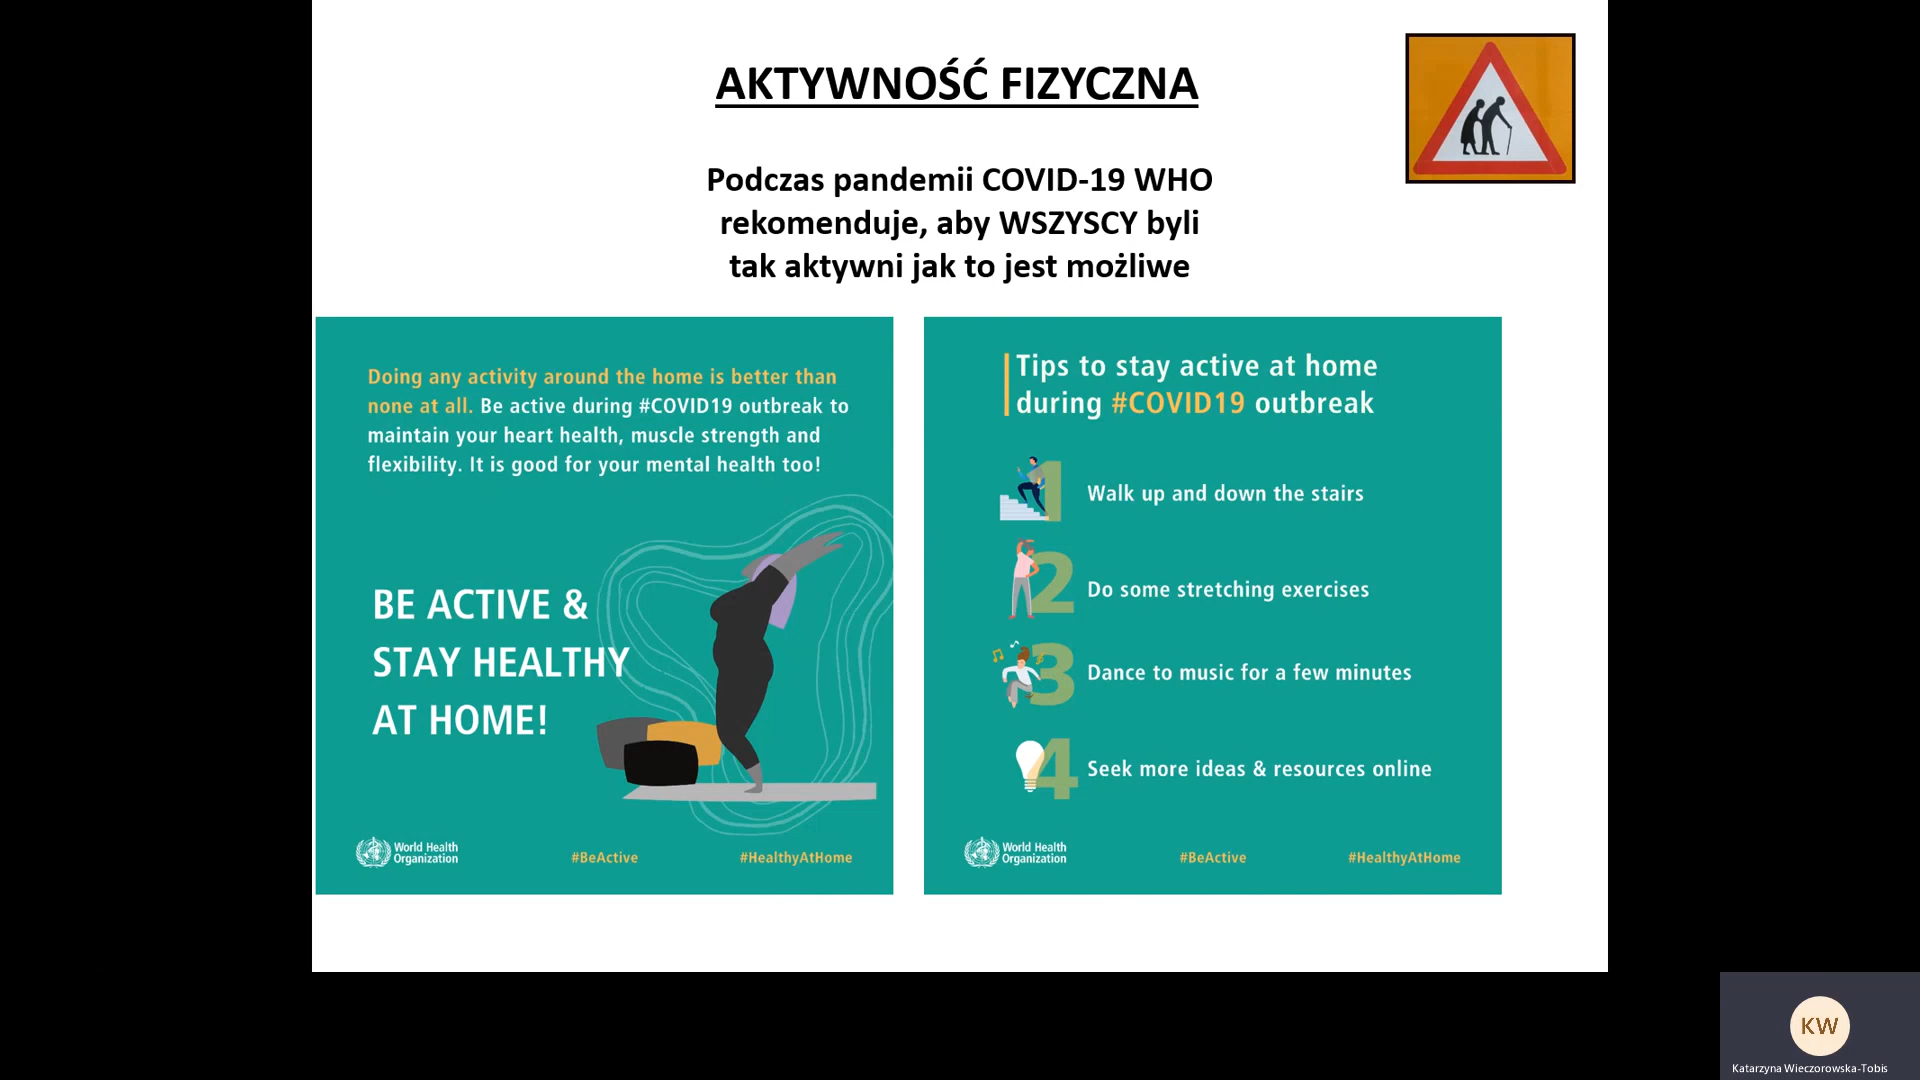 AKTYWNOŚĆ FIZYCZNA
Podczas pandemii COVID-19 WHO
rekomenduje, aby WSZYSCY byli
tak aktywni jak to jest możliwe
Doing any activity around the home is better than
none at all. Be active during #COVID19 outbreak to
maintain your heart health, muscle strength and
flexibility. It is good for your mental health too!
BE ACTIVE &
STAY HEALTHY
AT HOME!
World Health
Organization
#BeActive
#HealthyAtHome
Tips to stay active at home
during #COVID19 outbreak
1 Walk up and down the stairs
2 Do some stretching exercises
3 Dance to music for a few minutes
4 Seek more ideas & resources online
World Health
Organization
#BeActive
#HealthyAtHome
KW
Katarzyna Wieczorowska-Tobis